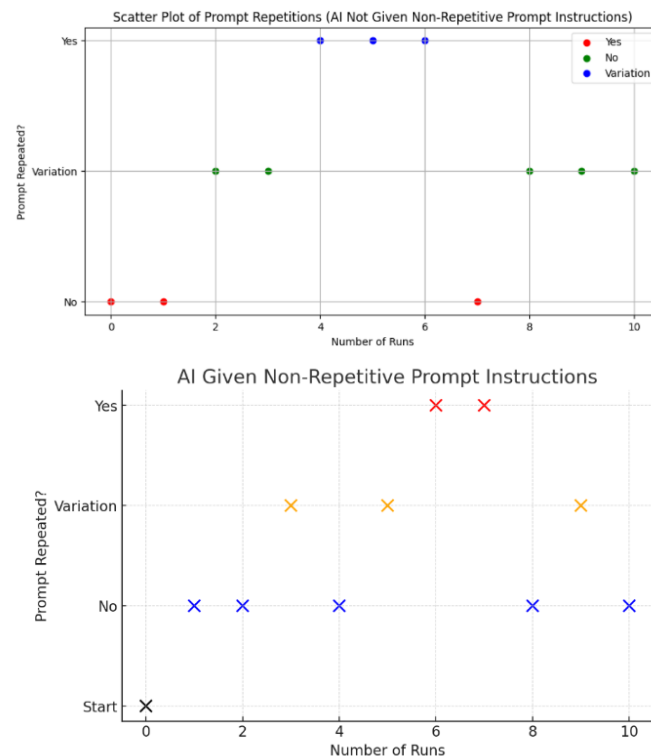 Scatter Plot of Prompt Repetitions (AI Not Given Non-Repetitive Prompt Instructions)
Yes
Yes
No
Variation
Prompt Repeated?
Variation
No
0 2 4 6 8 10
Number of Runs
AI Given Non-Repetitive Prompt Instructions
Yes
Variation
Prompt Repeated?
No
Start
0 2 4 6 8 10
Number of Runs